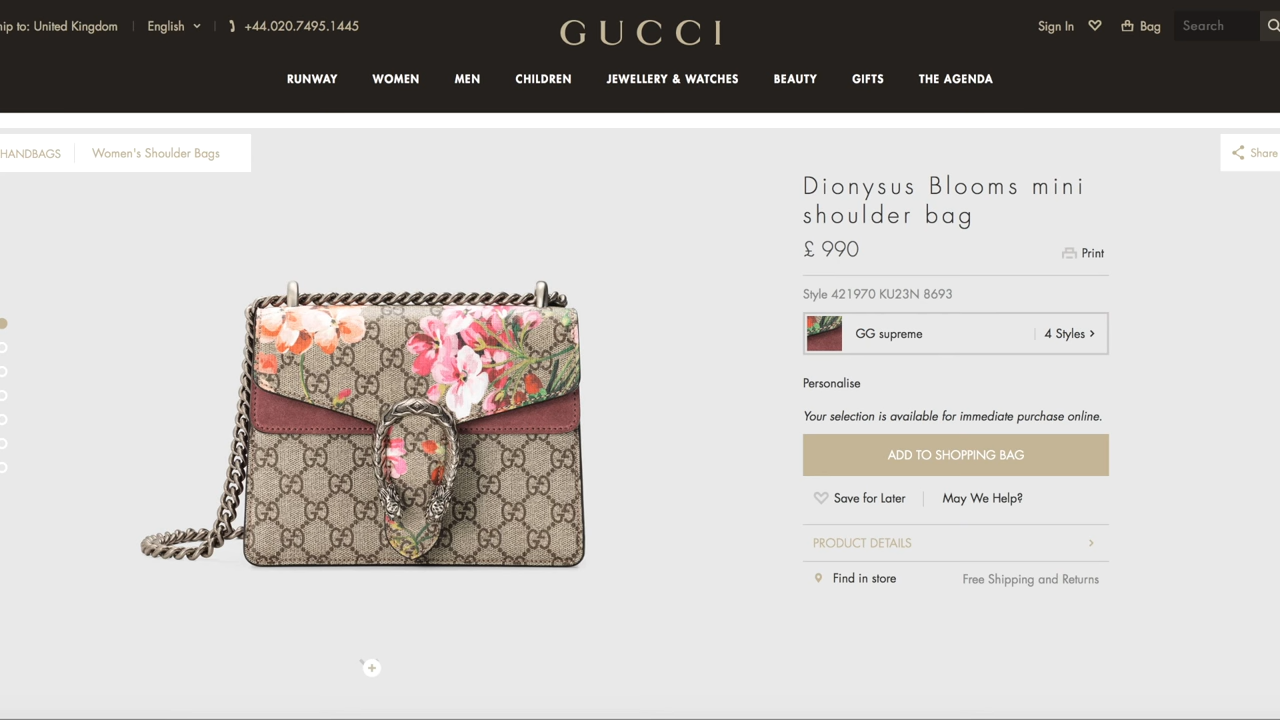 ip to: United Kingdom English +44.020.7495.1445
GUCCI
Sign In Bag Search
RUNWAY WOMEN MEN CHILDREN JEWELLERY & WATCHES BEAUTY GIFTS THE AGENDA
HANDBAGS Women's Shoulder Bags
Share
Dionysus Blooms mini
shoulder bag
£ 990
Print
Style 421970 KU23N 8693
GG supreme 4 Styles
Personalise
Your selection is available for immediate purchase online.
ADD TO SHOPPING BAG
Save for Later May We Help?
PRODUCT DETAILS
Find in store Free Shipping and Returns